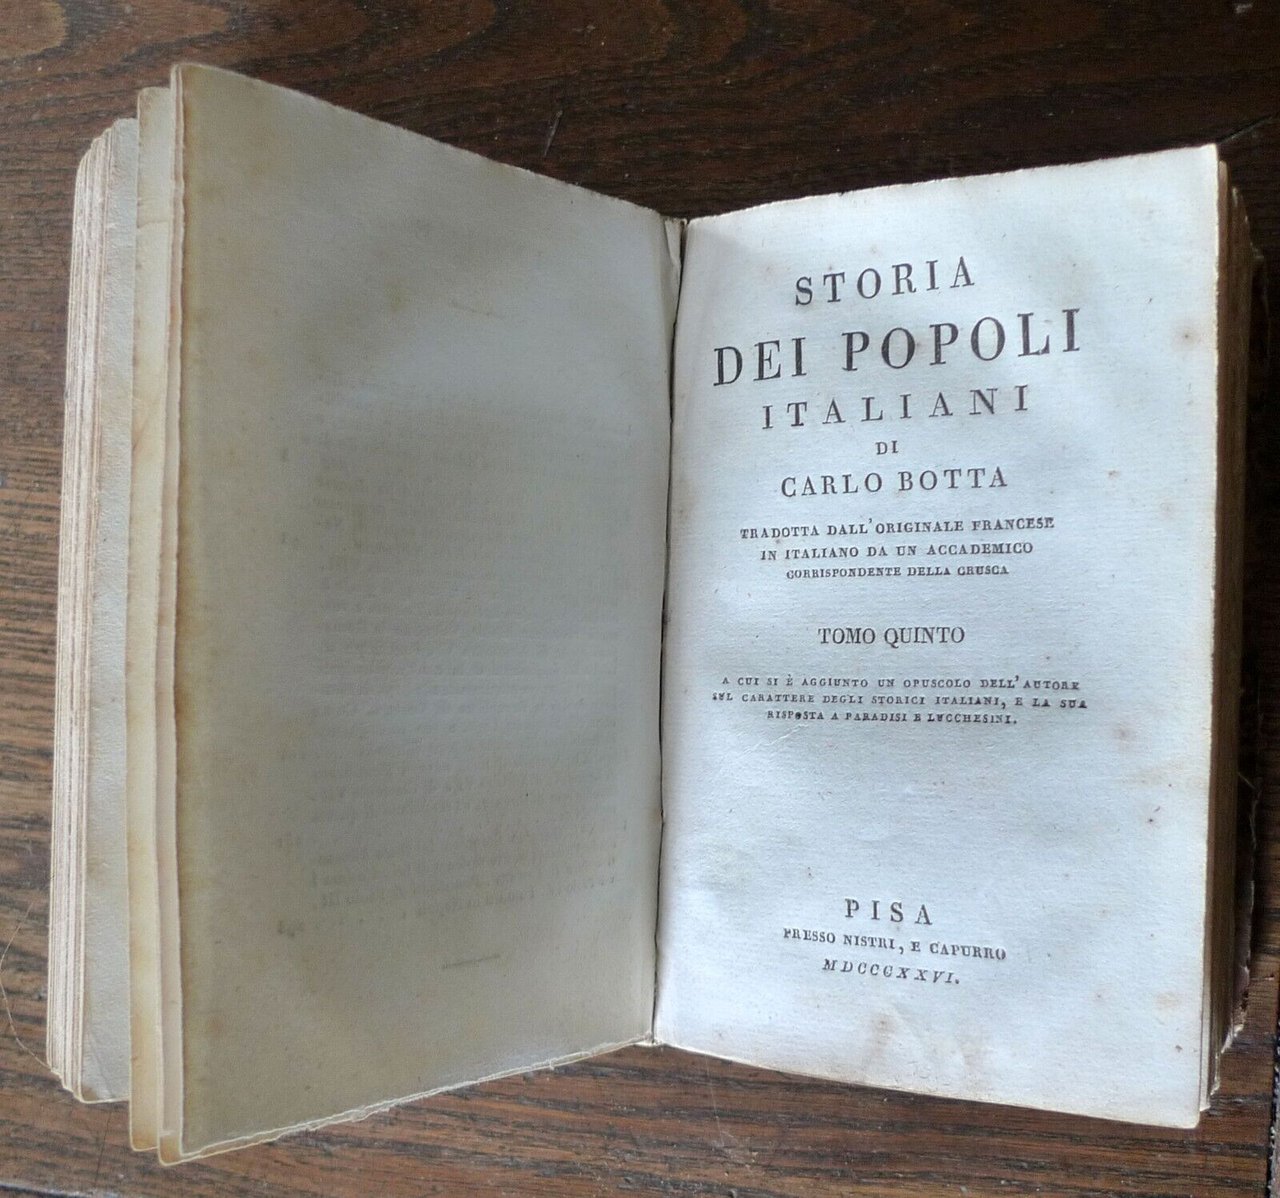 STORIA
DEI POPOLI
ITALIANI
DI
CARLO BOTTA
TRADOTTA DALL'ORIGINALE FRANCESE
IN ITALIANO DA UN ACCADEMICO
CORRISPONDENTE DELLA CRUSCA
TOMO QUINTO
A CUI SI È AGGIUNTO UN OPUSCOLO DELL'AUTORE
SUL CARATTERE DEGLI STORICI ITALIANI, E LA SUA
RISPOSTA A PARADISI E LUCCHESINI.
PISA
PRESSO NISTRI, E CAPURRO
MDCCCXXVI.